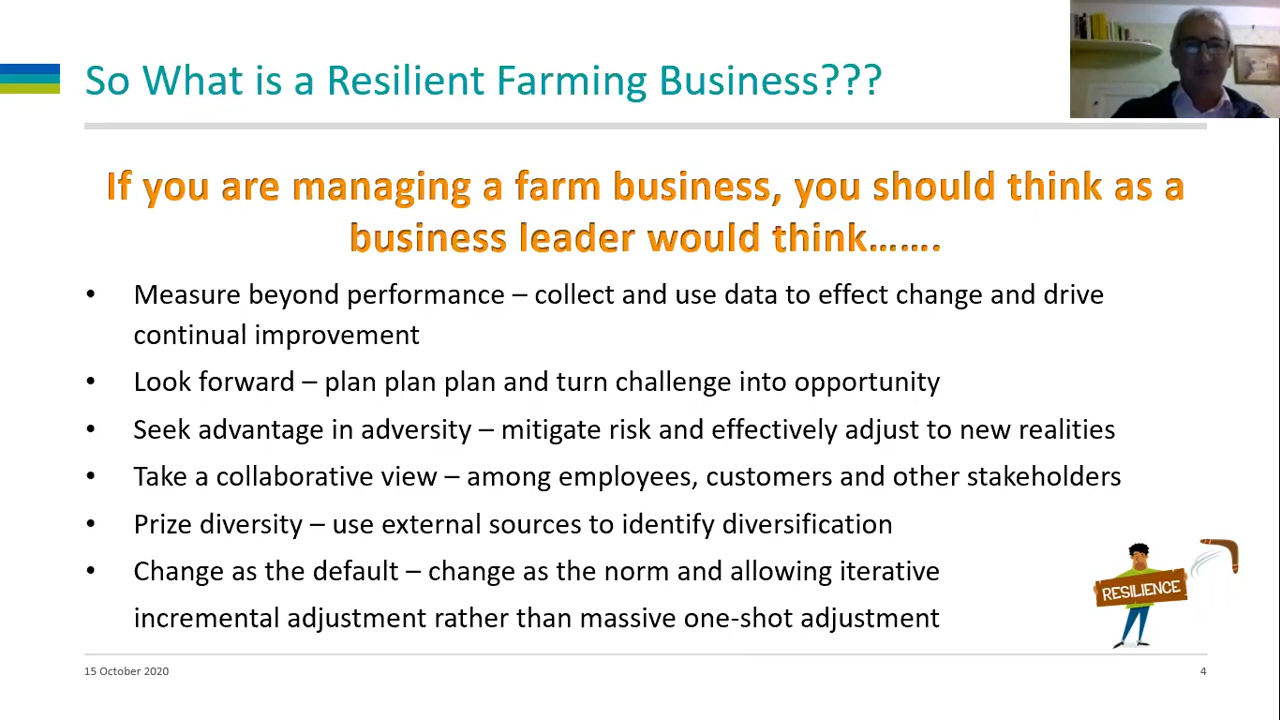 So What is a Resilient Farming Business???
If you are managing a farm business, you should think as a
business leader would think…….
• Measure beyond performance – collect and use data to effect change and drive
continual improvement
• Look forward – plan plan plan and turn challenge into opportunity
• Seek advantage in adversity – mitigate risk and effectively adjust to new realities
• Take a collaborative view – among employees, customers and other stakeholders
• Prize diversity – use external sources to identify diversification
• Change as the default – change as the norm and allowing iterative
incremental adjustment rather than massive one-shot adjustment
RESILIENCE
15 October 2020
4